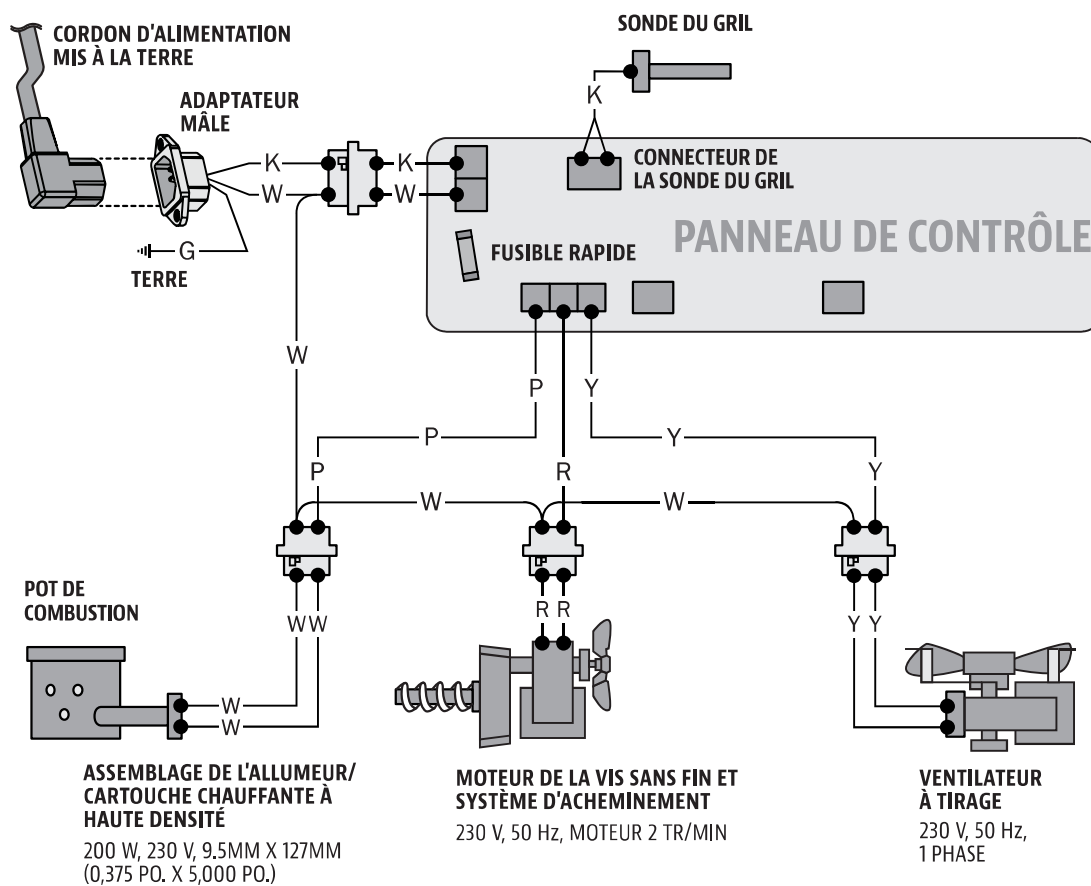 CORDON D'ALIMENTATION
MIS À LA TERRE
SONDE DU GRIL
ADAPTATEUR
MÂLE
K
K
K
W
W
CONNECTEUR DE
LA SONDE DU GRIL
PANNEAU DE CONTRÔLE
G
TERRE
FUSIBLE RAPIDE
W
P
Y
P
Y
P
R
Y
W
W
POT DE
COMBUSTION
W W
R R
Y Y
W
W
ASSEMBLAGE DE L'ALLUMEUR/
CARTOUCHE CHAUFFANTE À
HAUTE DENSITÉ
200 W, 230 V, 9.5MM X 127MM
(0,375 PO. X 5,000 PO.)
MOTEUR DE LA VIS SANS FIN ET
SYSTÈME D'ACHEMINEMENT
230 V, 50 Hz, MOTEUR 2 TR/MIN
VENTILATEUR
À TIRAGE
230 V, 50 Hz,
1 PHASE